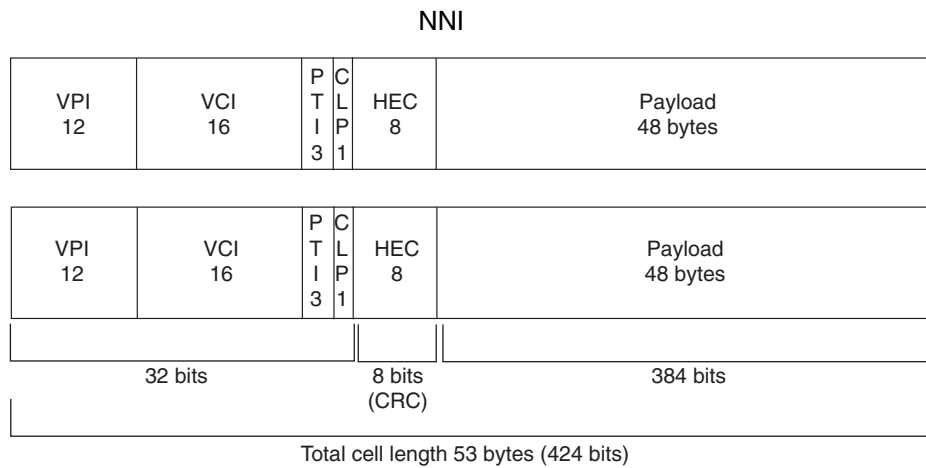 NNI
VPI
12
VCI
16
P
T
I
3
C
L
P
1
HEC
8
Payload
48 bytes
VPI
12
VCI
16
P
T
I
3
C
L
P
1
HEC
8
Payload
48 bytes
32 bits
8 bits
(CRC)
384 bits
Total cell length 53 bytes (424 bits)